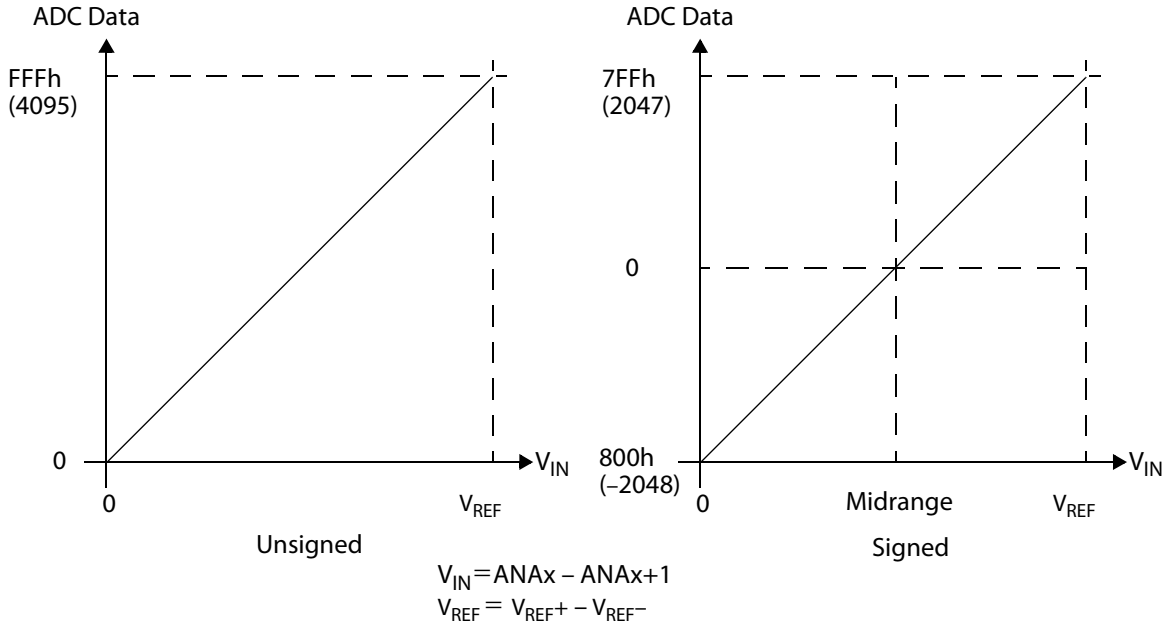 ADC Data
FFFh
(4095)
0
0
V_REF
V_IN
Unsigned
ADC Data
7FFh
(2047)
0
800h
(–2048)
0
Midrange
V_REF
V_IN
Signed
V_IN = ANAx – ANAx+1
V_REF = V_REF+ – V_REF–